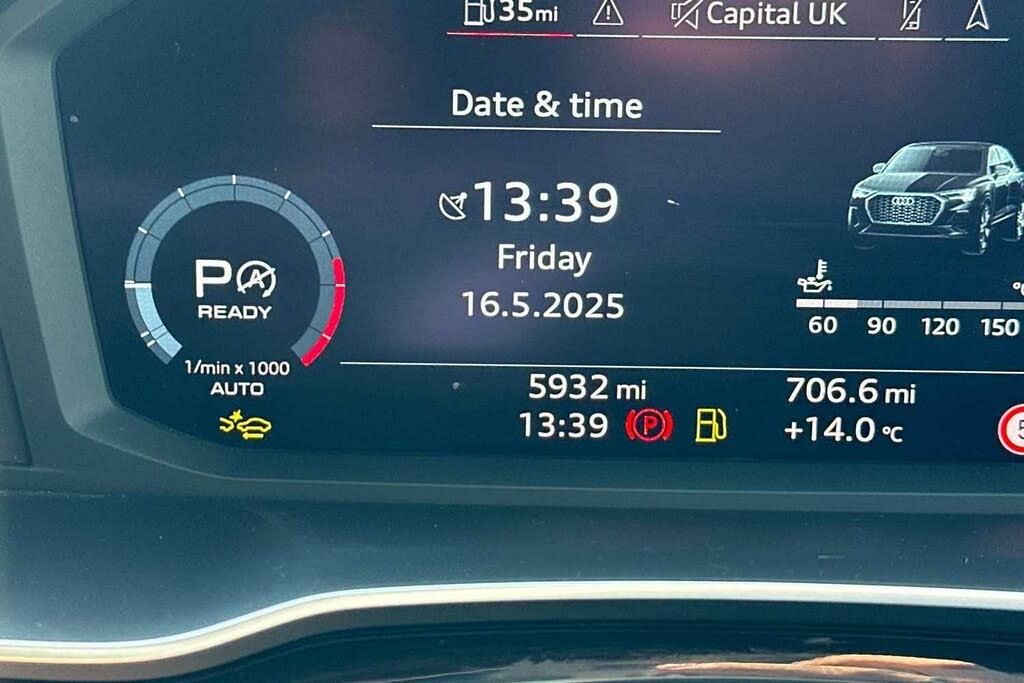 35mi
Capital UK
Date & time
13:39
Friday
16.5.2025
P A
READY
1/min x 1000
AUTO
60 90 120 150
5932 mi 706.6 mi
13:39 P +14.0 °C